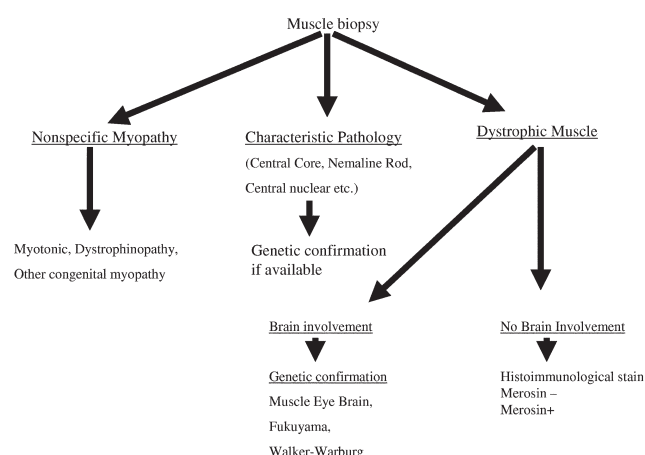 Muscle biopsy
Nonspecific Myopathy
Characteristic Pathology
(Central Core, Nemaline Rod,
Central nuclear etc.)
Dystrophic Muscle
Myotonic, Dystrophinopathy,
Other congenital myopathy
Genetic confirmation
if available
Brain involvement
No Brain Involvement
Genetic confirmation
Muscle Eye Brain,
Fukuyama,
Walker-Warburg
Histoimmunological stain
Merosin –
Merosin+